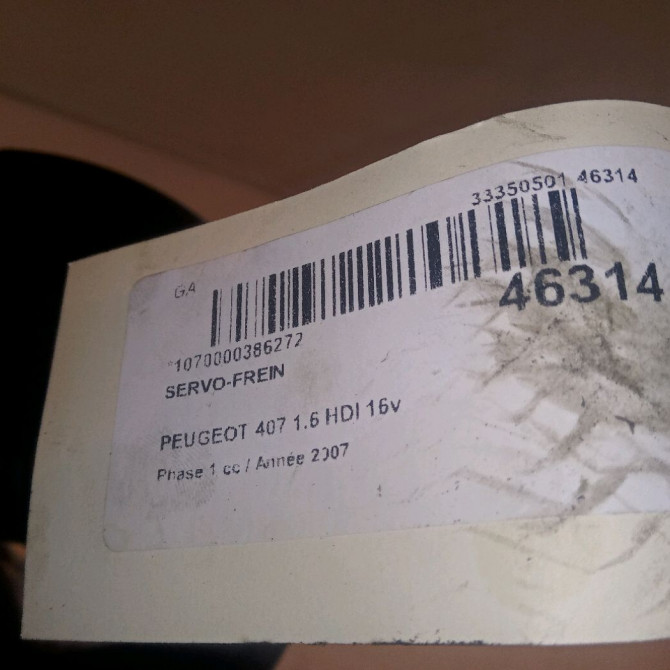 33350501 46314
G.A
46314
*1070000386272
SERVO-FREIN
PEUGEOT 407 1.6 HDI 16v
Phase 1 cc / Année 2007